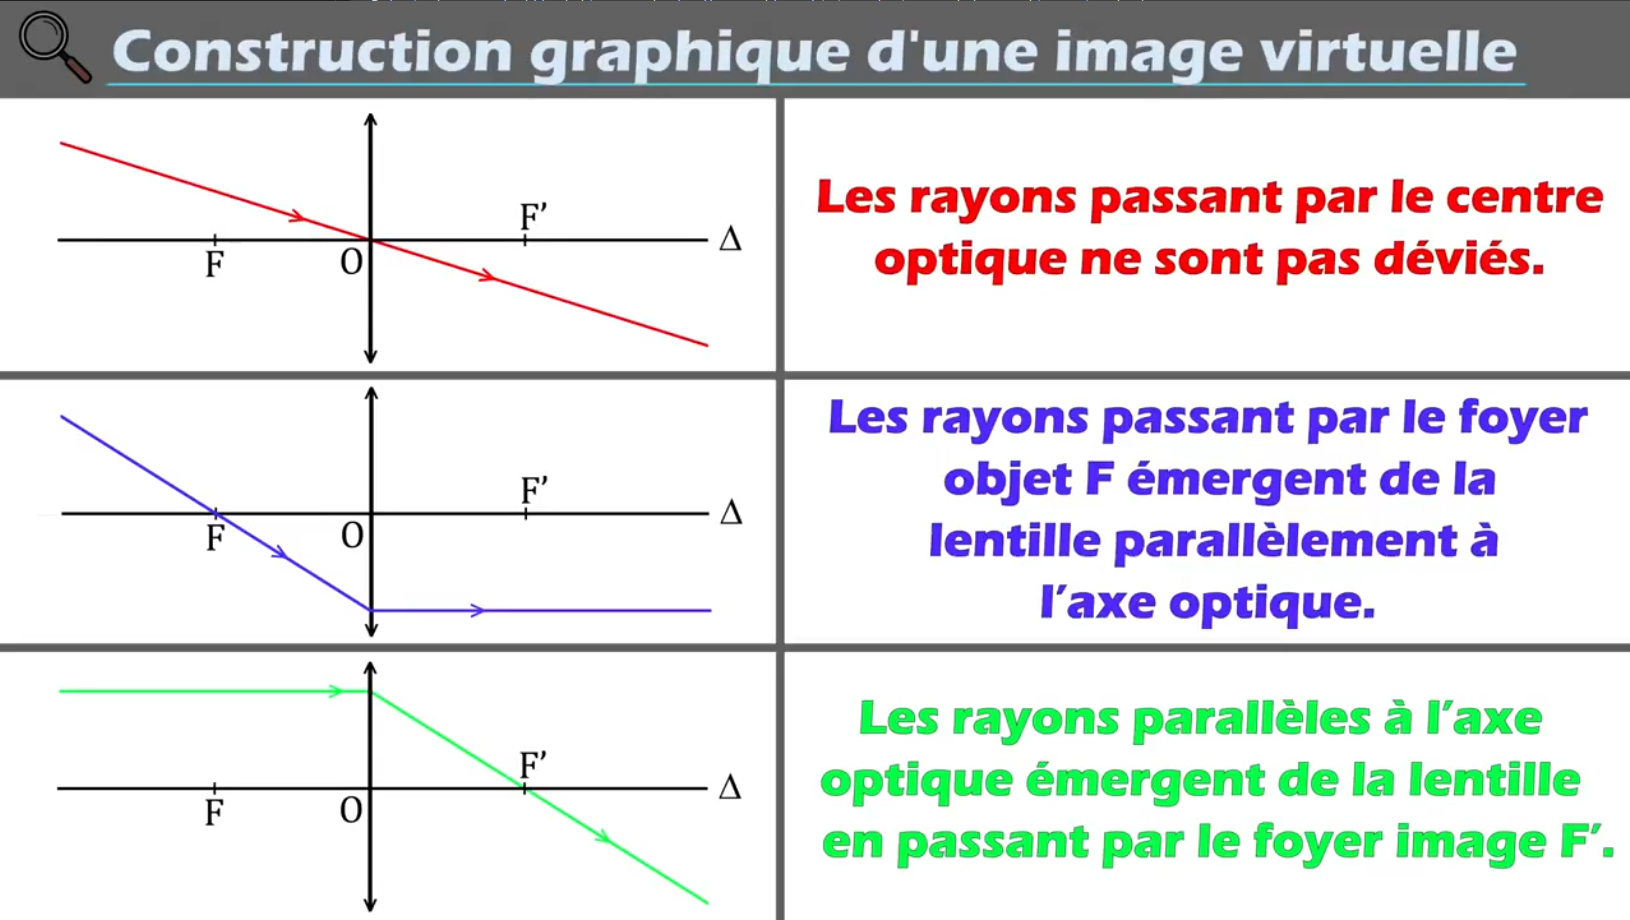 Construction graphique d'une image virtuelle
F'
Δ
F
O
Les rayons passant par le centre
optique ne sont pas déviés.
F'
Δ
F
O
Les rayons passant par le foyer
objet F émergent de la
lentille parallèlement à
l'axe optique.
F'
Δ
F
O
Les rayons parallèles à l'axe
optique émergent de la lentille
en passant par le foyer image F'.